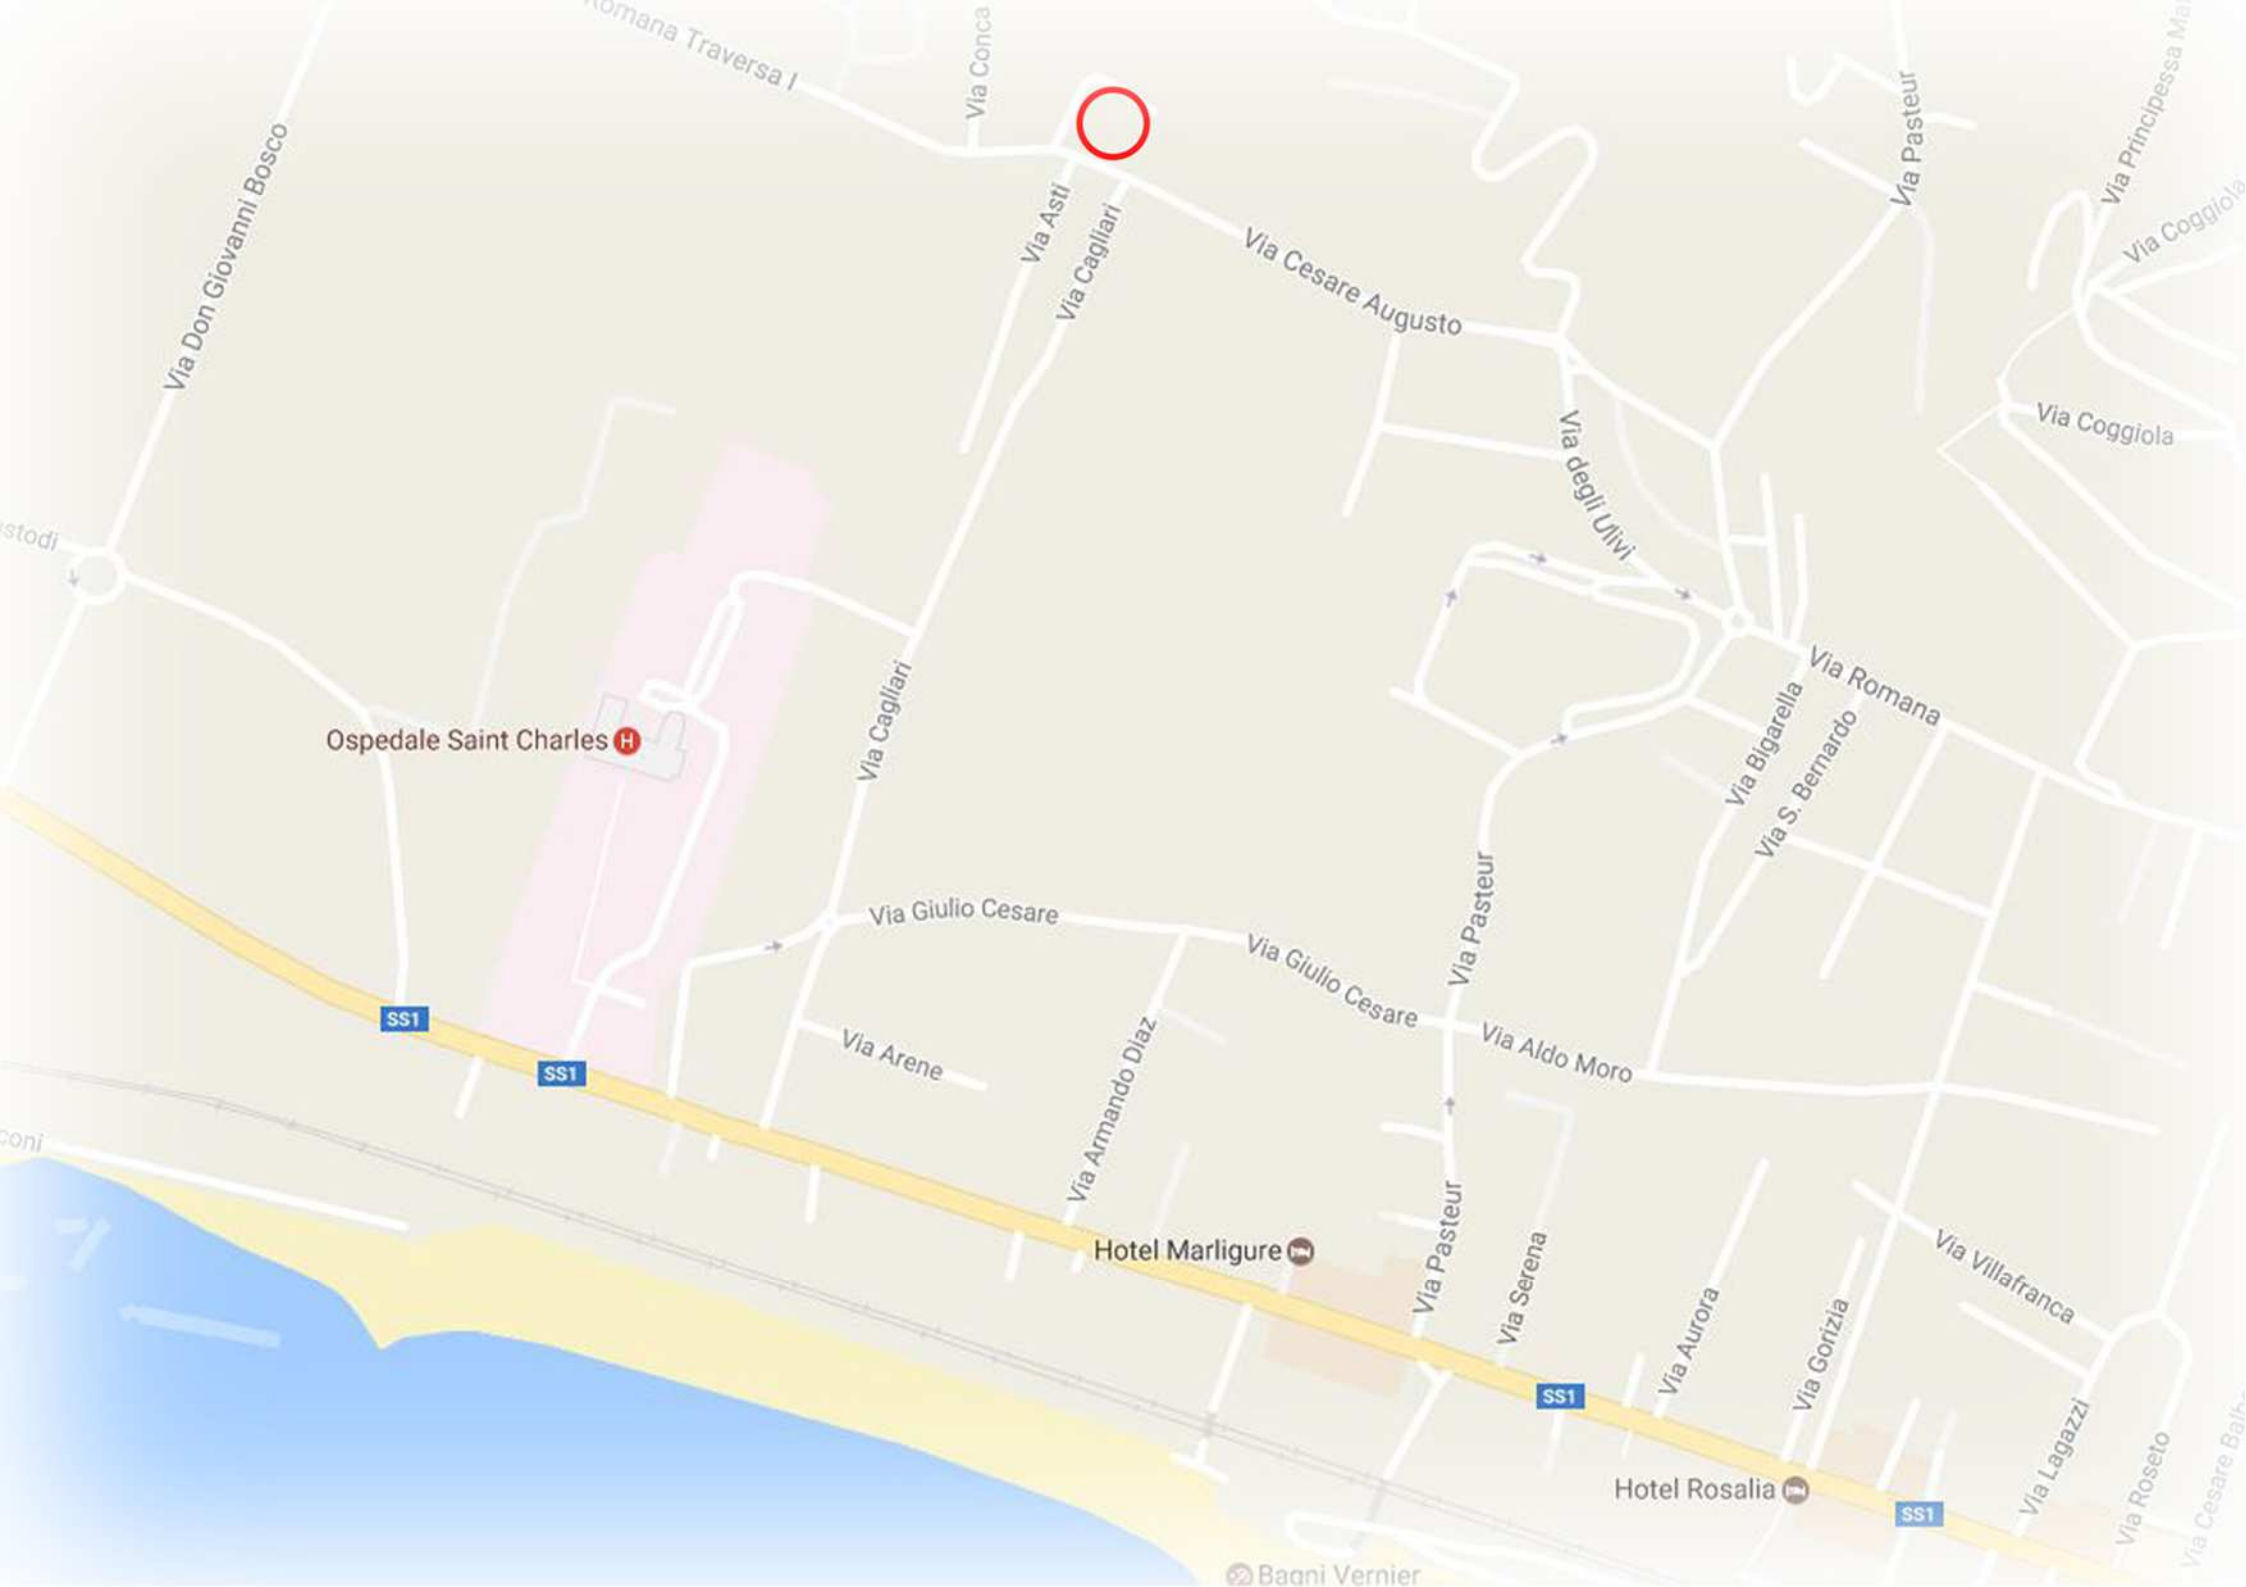 Romana Traversa I
Via Conca
Via Pasteur
Via Principessa
Via Don Giovanni Bosco
Via Asti
Via Cagliari
Via Cesare Augusto
Via Coggiola
Via Coggiola
Via degli Ulivi
stodi
Via Romana
Via Bigarella
Via S. Bernardo
Ospedale Saint Charles
H
Via Cagliari
Via Pasteur
Via Giulio Cesare
Via Giulio Cesare
Via Aldo Moro
SS1
SS1
Via Arene
Via Armando Diaz
coni
Hotel Marligure
Via Pasteur
Via Serena
Via Aurora
Via Gorizia
Via Villafranca
SS1
Hotel Rosalia
SS1
Via Lagazzi
Via Roseto
Via Cesare
Bagni Vernier